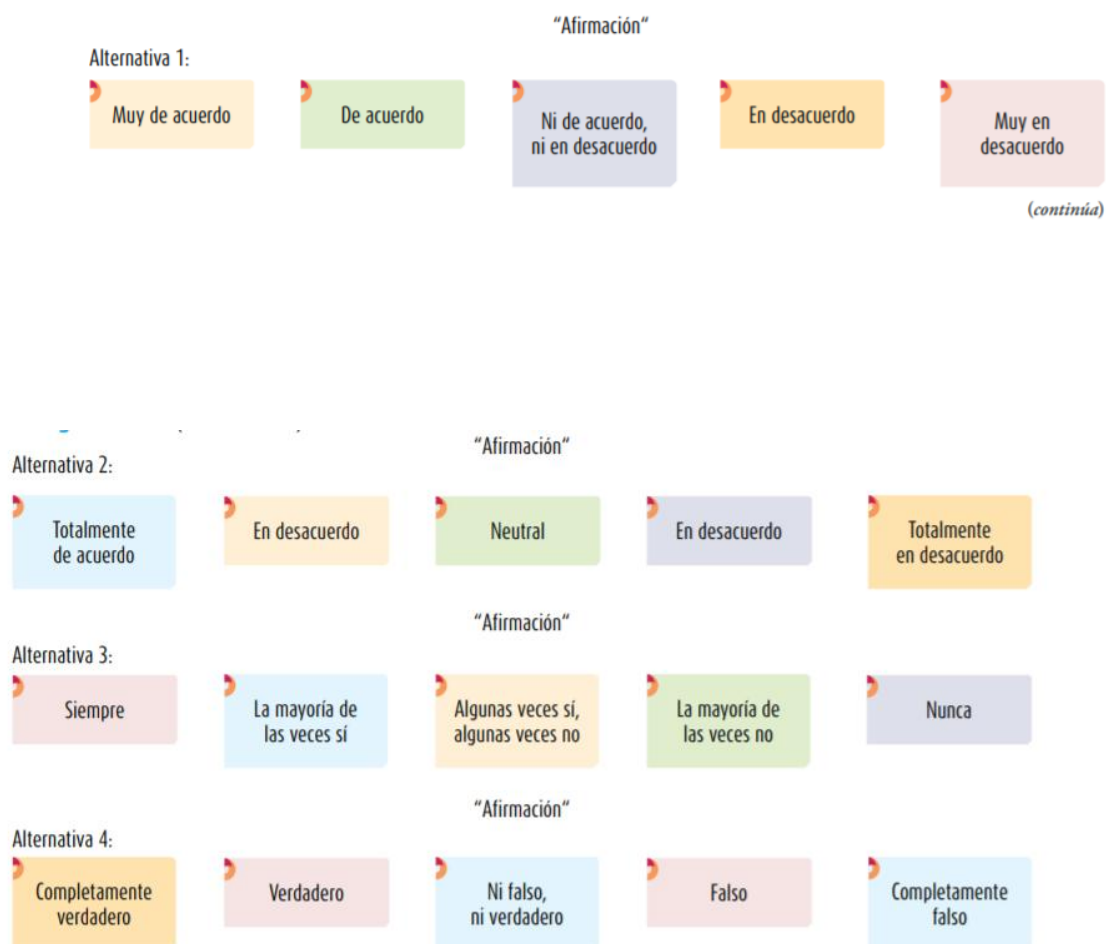 “Afirmación“
Alternativa 1:
Muy de acuerdo
De acuerdo
Ni de acuerdo,
ni en desacuerdo
En desacuerdo
Muy en
desacuerdo
(continúa)
“Afirmación“
Alternativa 2:
Totalmente
de acuerdo
En desacuerdo
Neutral
En desacuerdo
Totalmente
en desacuerdo
“Afirmación“
Alternativa 3:
Siempre
La mayoría de
las veces sí
Algunas veces sí,
algunas veces no
La mayoría de
las veces no
Nunca
“Afirmación“
Alternativa 4:
Completamente
verdadero
Verdadero
Ni falso,
ni verdadero
Falso
Completamente
falso